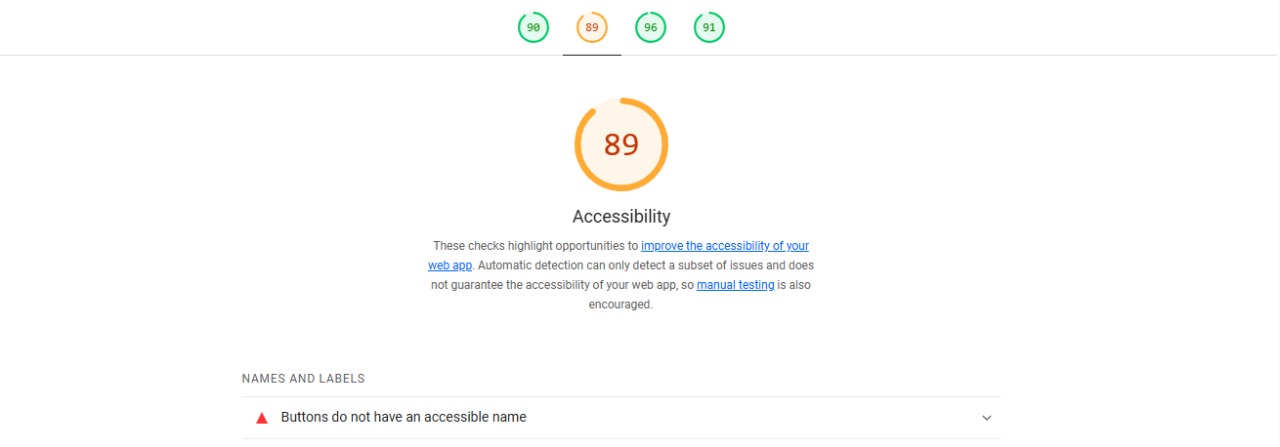 90 89 96 91
89
Accessibility
These checks highlight opportunities to improve the accessibility of your
web app. Automatic detection can only detect a subset of issues and does
not guarantee the accessibility of your web app, so manual testing is also
encouraged.
NAMES AND LABELS
Buttons do not have an accessible name